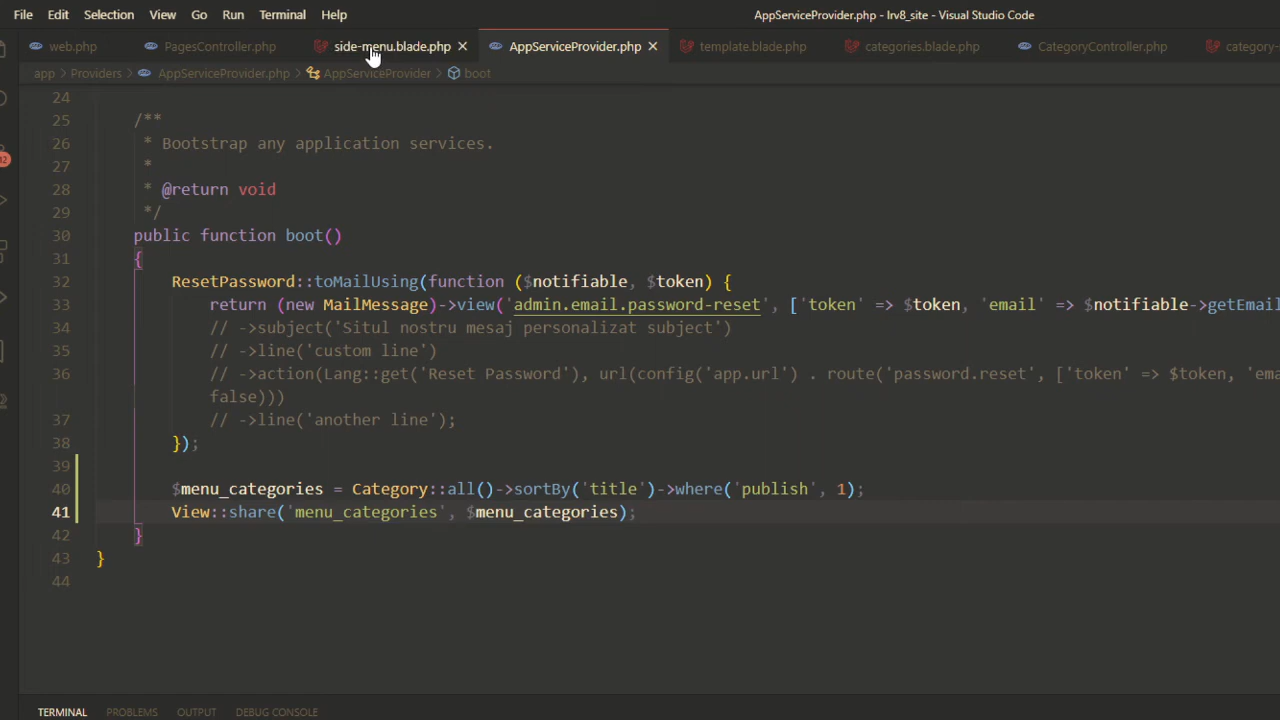 File Edit Selection View Go Run Terminal Help AppServiceProvider.php - lrv8_site - Visual Studio Code
web.php PagesController.php side-menu.blade.php AppServiceProvider.php template.blade.php categories.blade.php CategoryController.php category-
app > Providers > AppServiceProvider.php > AppServiceProvider > boot
24
25 /**
26 * Bootstrap any application services.
27 *
28 * @return void
29 */
30 public function boot()
31 {
32 ResetPassword::toMailUsing(function ($notifiable, $token) {
33 return (new MailMessage)->view('admin.email.password-reset', ['token' => $token, 'email' => $notifiable->getEmail
34 // ->subject('Situl nostru mesaj personalizat subject')
35 // ->line('custom line')
36 // ->action(Lang::get('Reset Password'), url(config('app.url') . route('password.reset', ['token' => $token, 'ema
false)))
37 // ->line('another line');
38 });
39
40 $menu_categories = Category::all()->sortBy('title')->where('publish', 1);
41 View::share('menu_categories', $menu_categories);
42 }
43 }
44
TERMINAL PROBLEMS OUTPUT DEBUG CONSOLE